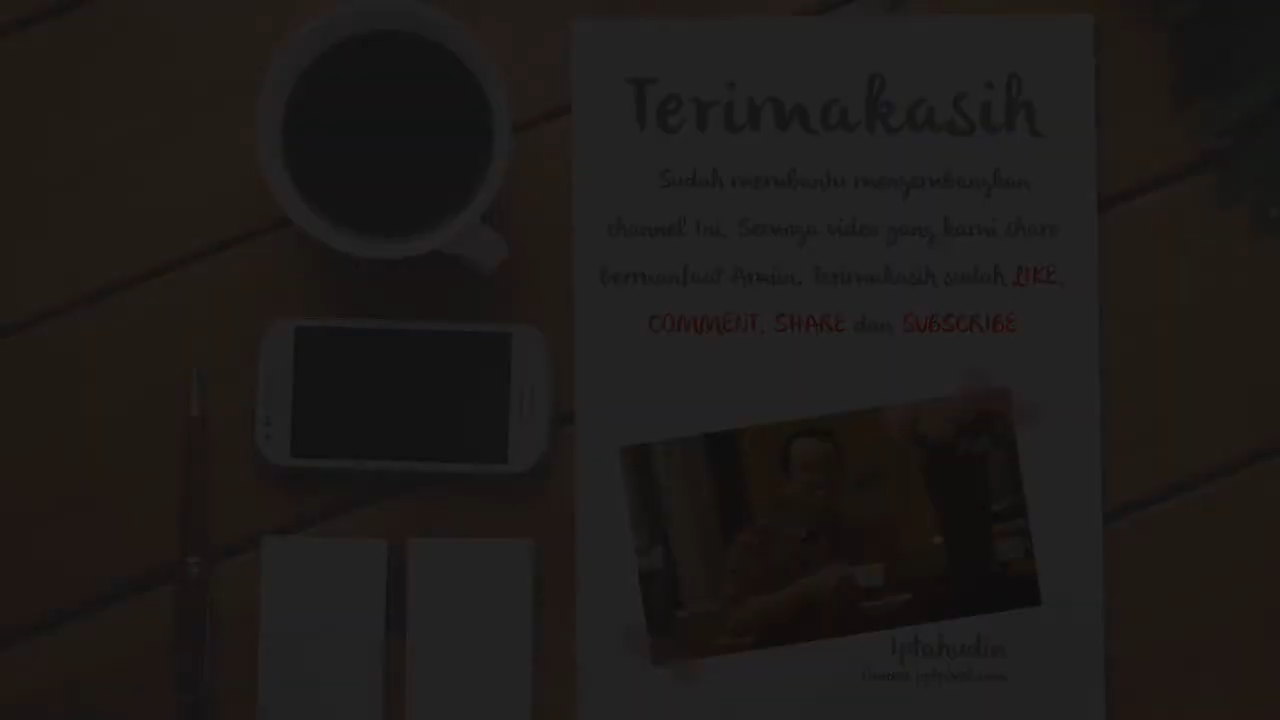 Terimakasih
Sudah membantu mengembangkan
channel Ini. Semoga video yang kami share
bermanfaat Armiin. Terimakasih sudah LIKE,
COMMENT, SHARE dan SUBSCRIBE
Iptahudin